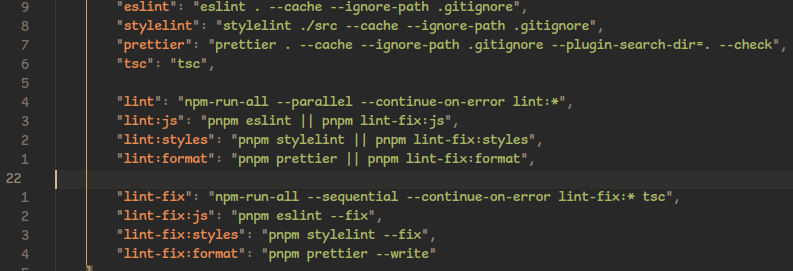 9 "eslint": "eslint . --cache --ignore-path .gitignore",
8 "stylelint": "stylelint ./src --cache --ignore-path .gitignore",
7 "prettier": "prettier . --cache --ignore-path .gitignore --plugin-search-dir=. --check",
6 "tsc": "tsc",
5
4 "lint": "npm-run-all --parallel --continue-on-error lint:*",
3 "lint:js": "pnpm eslint || pnpm lint-fix:js",
2 "lint:styles": "pnpm stylelint || pnpm lint-fix:styles",
1 "lint:format": "pnpm prettier || pnpm lint-fix:format",
22
1 "lint-fix": "npm-run-all --sequential --continue-on-error lint-fix:* tsc",
2 "lint-fix:js": "pnpm eslint --fix",
3 "lint-fix:styles": "pnpm stylelint --fix",
4 "lint-fix:format": "pnpm prettier --write"
5 }